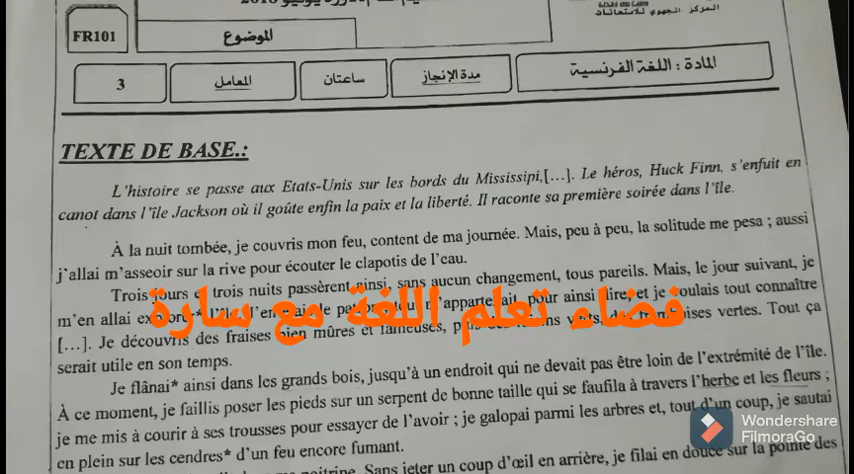 FR101
الموضوع
المركز الجهوي للامتحانات
3
المعامل
ساعتان
مدة الإنجاز
المادة : اللغة الفرنسية
TEXTE DE BASE.:
L'histoire se passe aux Etats-Unis sur les bords du Mississipi,[…]. Le héros, Huck Finn, s'enfuit en
canot dans l'île Jackson où il goûte enfin la paix et la liberté. Il raconte sa première soirée dans l'île.
À la nuit tombée, je couvris mon feu, content de ma journée. Mais, peu à peu, la solitude me pesa ; aussi
j'allai m'asseoir sur la rive pour écouter le clapotis de l'eau.
Trois jours et trois nuits passèrent ainsi, sans aucun changement, tous pareils. Mais, le jour suivant, je
m'en allai explorer* l'île. tout m'appartenait, pour ainsi dire, et je voulais tout connaître
[…]. Je découvris des fraises bien mûres et fameuses, verts, vertes. Tout ça
serait utile en son temps.
فضاء تعلم اللغة مع سارة
Je flânai* ainsi dans les grands bois, jusqu'à un endroit qui ne devait pas être loin de l'extrémité de l'île.
À ce moment, je faillis poser les pieds sur un serpent de bonne taille qui se faufila à travers l'herbe et les fleurs ;
je me mis à courir à ses trousses pour essayer de l'avoir ; je galopai parmi les arbres et, tout d'un coup, je sautai
en plein sur les cendres* d'un feu encore fumant.
poitrine. Sans jeter un coup d'œil en arrière, je filai en douce sur la pointe des
Wondershare
FilmoraGo